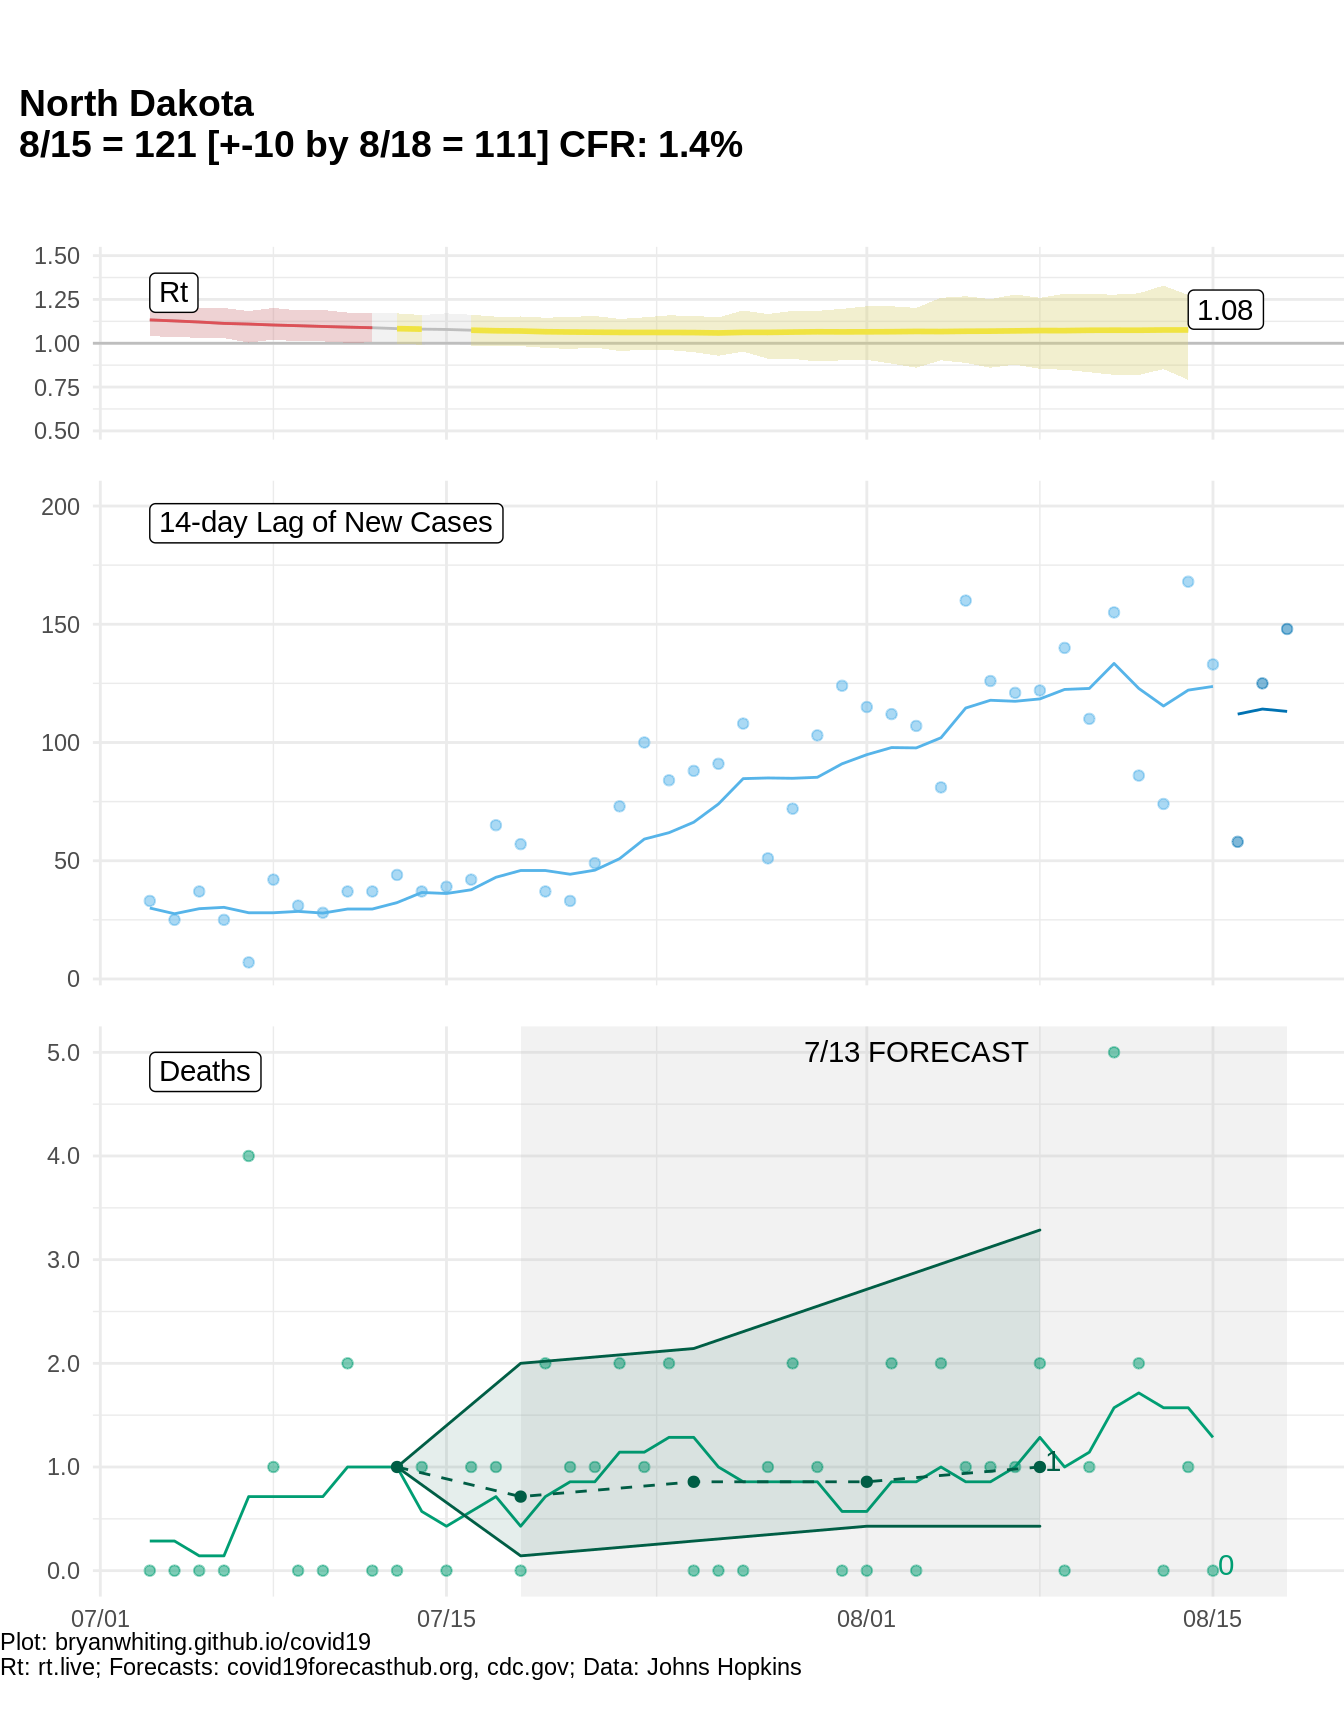 North Dakota
8/15 = 121 [+-10 by 8/18 = 111] CFR: 1.4%
1.50
1.25
1.00
0.75
0.50
Rt
1.08
200
150
100
50
0
14-day Lag of New Cases
5.0
4.0
3.0
2.0
1.0
0.0
Deaths
7/13 FORECAST
1
0
07/01
07/15
08/01
08/15
Plot: bryanwhiting.github.io/covid19
Rt: rt.live; Forecasts: covid19forecasthub.org, cdc.gov; Data: Johns Hopkins